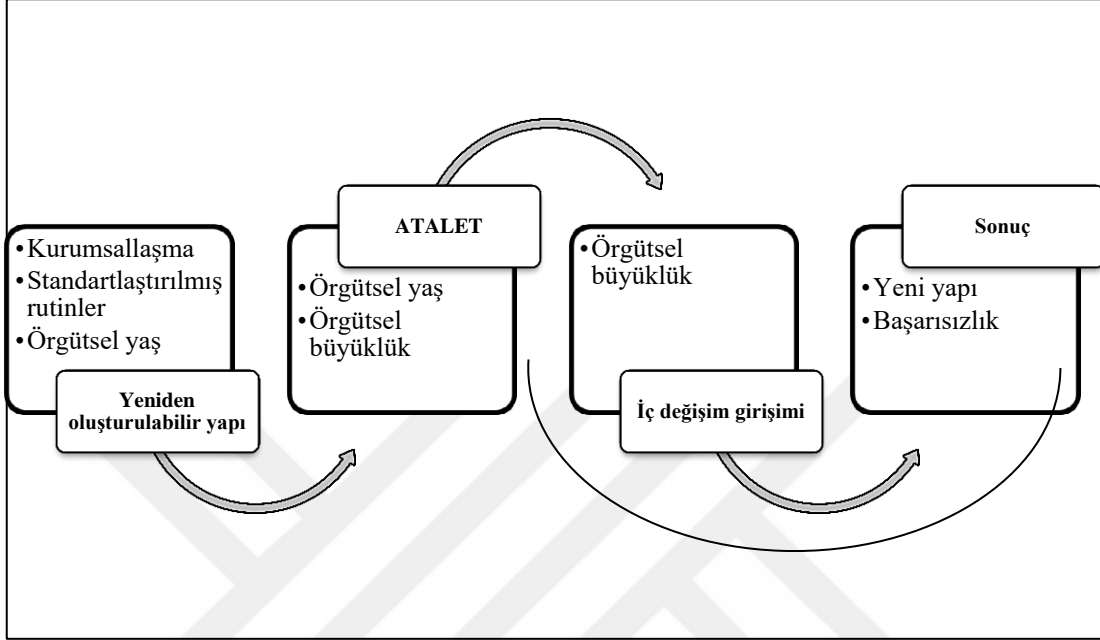 • Kurumsallaşma
• Standartlaştırılmış
rutinler
• Örgütsel yaş
Yeniden
oluşturulabilir yapı
ATALET
• Örgütsel yaş
• Örgütsel
büyüklük
• Örgütsel
büyüklük
İç değişim girişimi
Sonuç
• Yeni yapı
• Başarısızlık